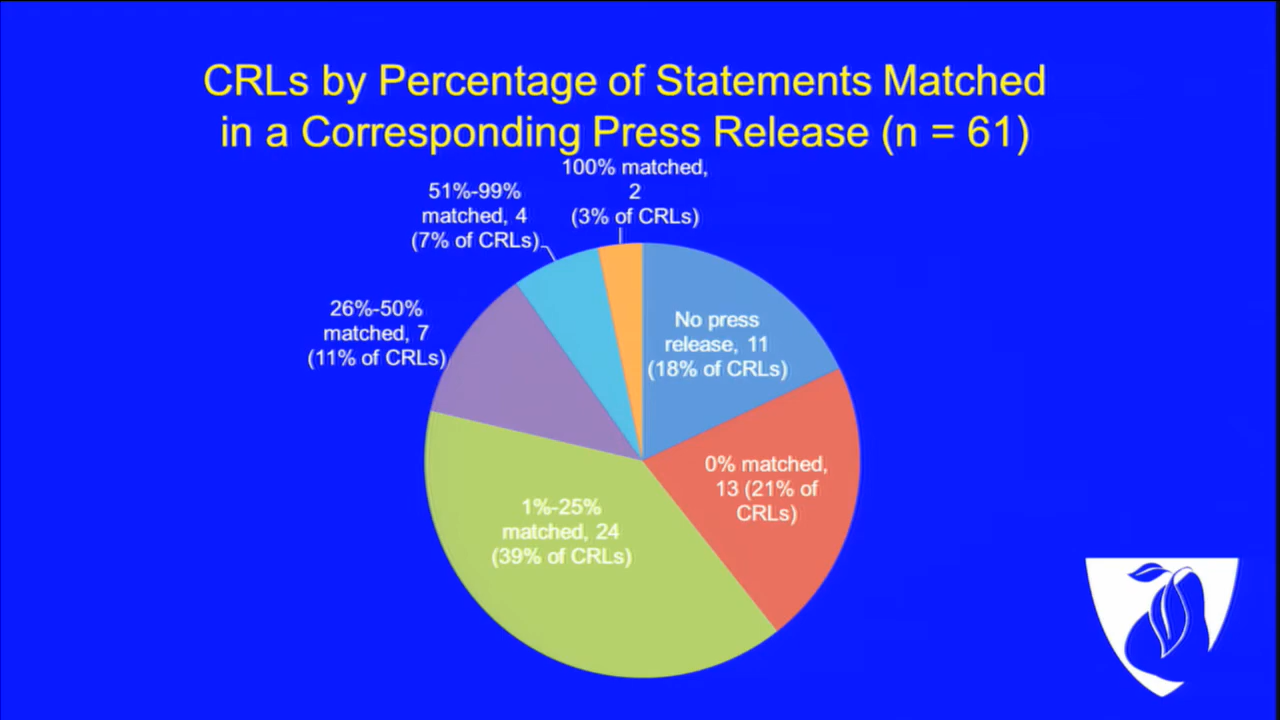 CRLs by Percentage of Statements Matched
in a Corresponding Press Release (n = 61)
100% matched,
2
(3% of CRLs)
51%-99%
matched, 4
(7% of CRLs)
26%-50%
matched, 7
(11% of CRLs)
No press
release, 11
(18% of CRLs)
0% matched,
13 (21% of
CRLs)
1%-25%
matched, 24
(39% of CRLs)